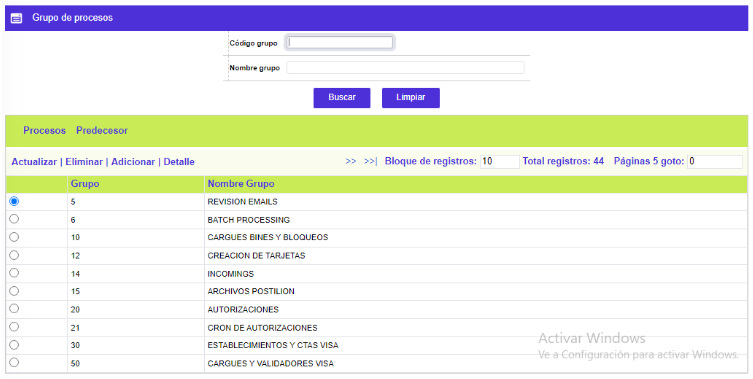 Grupo de procesos
Código grupo
Nombre grupo
Buscar Limpiar
Procesos Predecesor
Actualizar | Eliminar | Adicionar | Detalle >> >>| Bloque de registros: 10 Total registros: 44 Páginas 5 goto: 0
Grupo Nombre Grupo
5 REVISION EMAILS
6 BATCH PROCESSING
10 CARGUES BINES Y BLOQUEOS
12 CREACION DE TARJETAS
14 INCOMINGS
15 ARCHIVOS POSTILION
20 AUTORIZACIONES
21 CRON DE AUTORIZACIONES
30 ESTABLECIMIENTOS Y CTAS VISA
50 CARGUES Y VALIDADORES VISA
Activar Windows
Ve a Configuración para activar Windows.